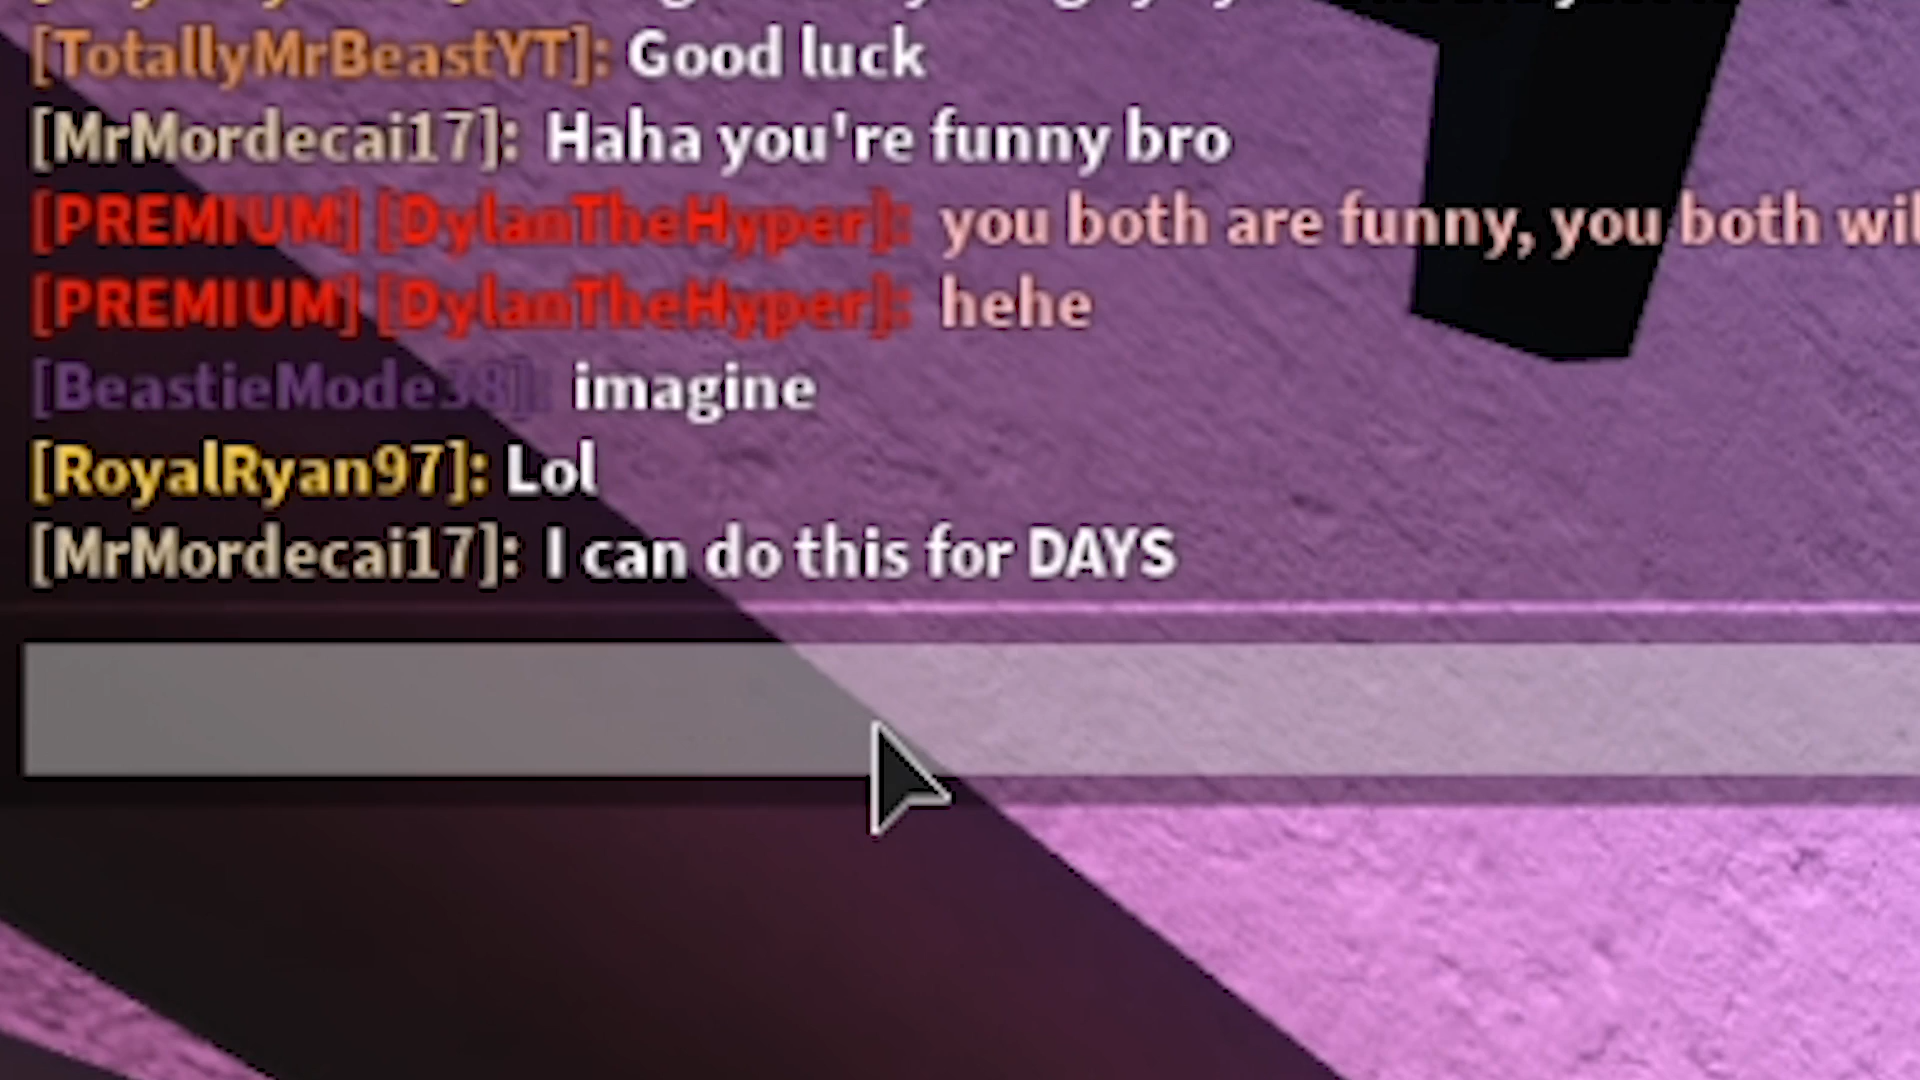 [TotallyMrBeastYT]: Good luck
[MrMordecai17]: Haha you're funny bro
[PREMIUM] [DylanTheHyper]: you both are funny, you both
[PREMIUM] [DylanTheHyper]: hehe
[BeastieMode38]: imagine
[RoyalRyan97]: Lol
[MrMordecai17]: I can do this for DAYS